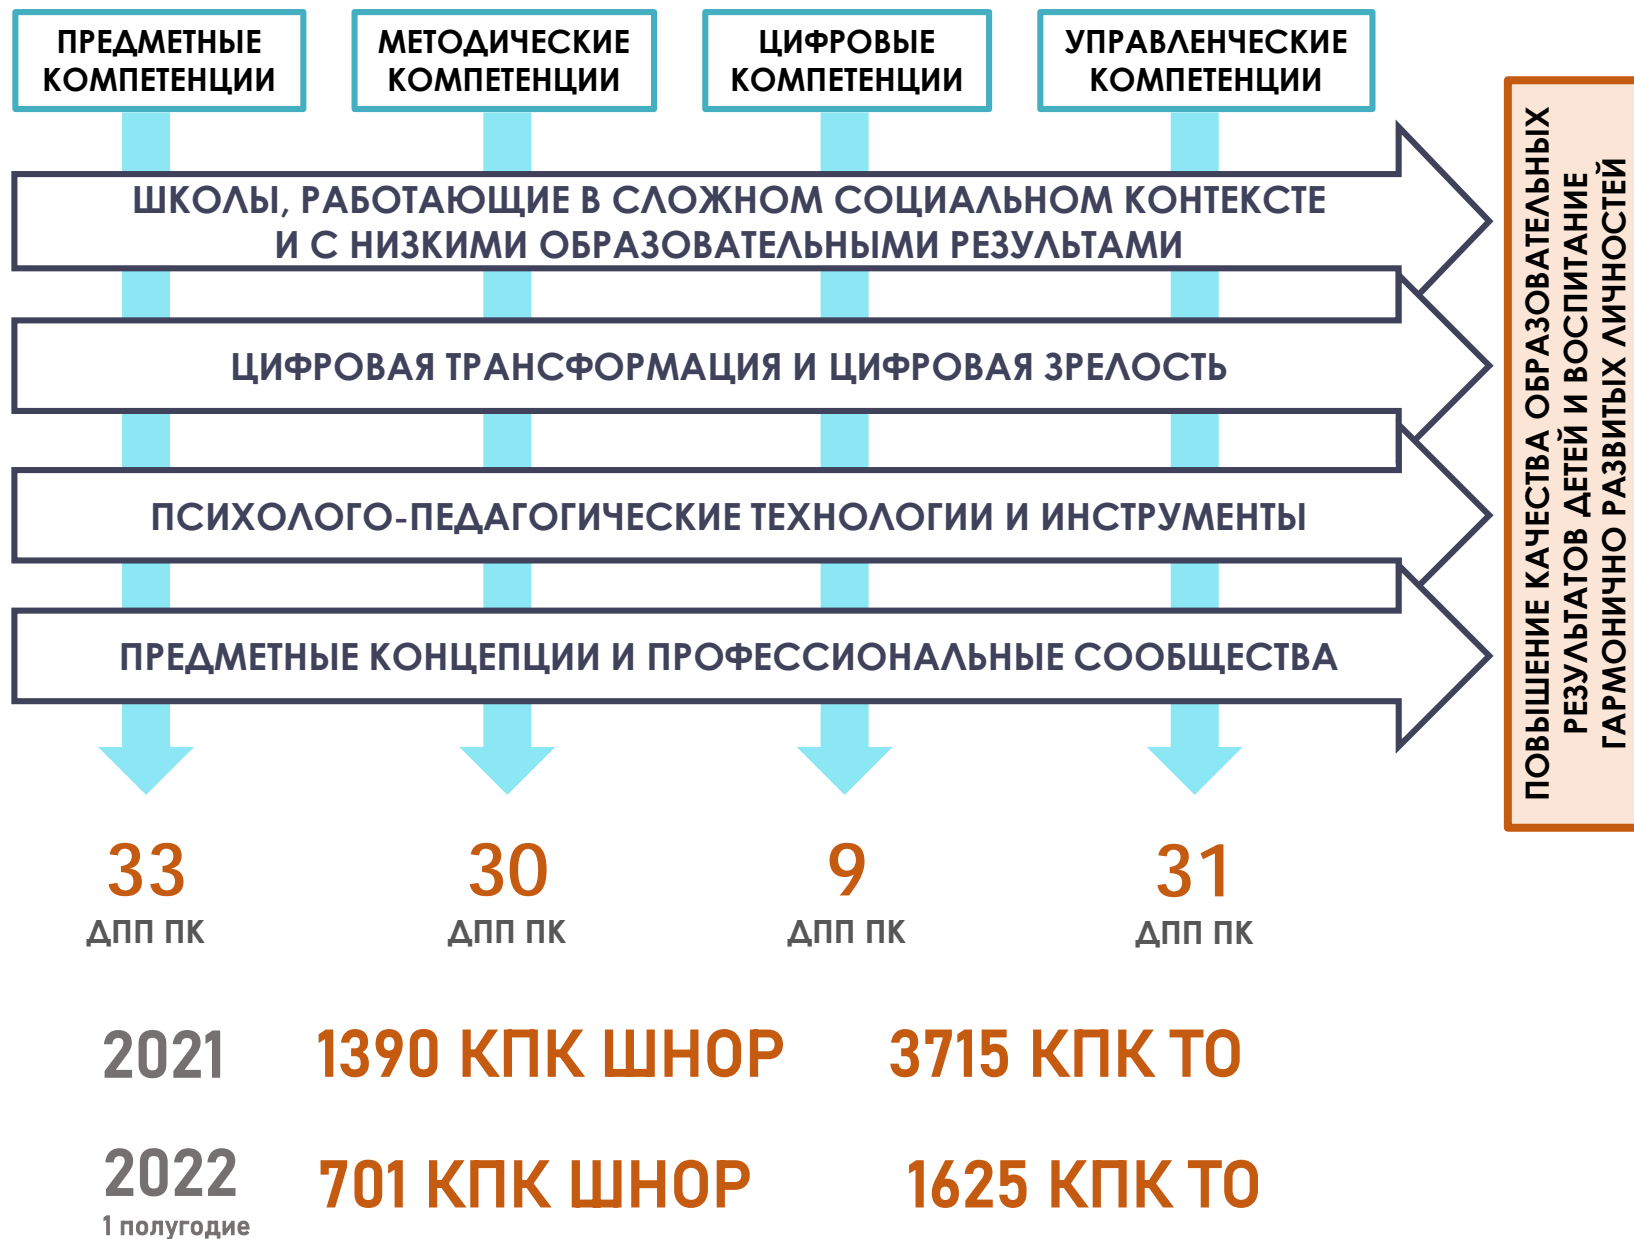 ПРЕДМЕТНЫЕ
КОМПЕТЕНЦИИ
МЕТОДИЧЕСКИЕ
КОМПЕТЕНЦИИ
ЦИФРОВЫЕ
КОМПЕТЕНЦИИ
УПРАВЛЕНЧЕСКИЕ
КОМПЕТЕНЦИИ
ШКОЛЫ, РАБОТАЮЩИЕ В СЛОЖНОМ СОЦИАЛЬНОМ КОНТЕКСТЕ
И С НИЗКИМИ ОБРАЗОВАТЕЛЬНЫМИ РЕЗУЛЬТАТАМИ
ЦИФРОВАЯ ТРАНСФОРМАЦИЯ И ЦИФРОВАЯ ЗРЕЛОСТЬ
ПСИХОЛОГО-ПЕДАГОГИЧЕСКИЕ ТЕХНОЛОГИИ И ИНСТРУМЕНТЫ
ПРЕДМЕТНЫЕ КОНЦЕПЦИИ И ПРОФЕССИОНАЛЬНЫЕ СООБЩЕСТВА
ПОВЫШЕНИЕ КАЧЕСТВА ОБРАЗОВАТЕЛЬНЫХ
РЕЗУЛЬТАТОВ ДЕТЕЙ И ВОСПИТАНИЕ
ГАРМОНИЧНО РАЗВИТЫХ ЛИЧНОСТЕЙ
33
ДПП ПК
30
ДПП ПК
9
ДПП ПК
31
ДПП ПК
2021 1390 КПК ШНОР 3715 КПК ТО
2022 701 КПК ШНОР 1625 КПК ТО
1 полугодие